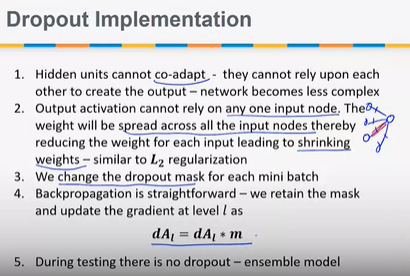 Dropout Implementation
1. Hidden units cannot co-adapt - they cannot rely upon each
other to create the output – network becomes less complex
2. Output activation cannot rely on any one input node. The
weight will be spread across all the input nodes thereby
reducing the weight for each input leading to shrinking
weights – similar to L₂ regularization
3. We change the dropout mask for each mini batch
4. Backpropagation is straightforward – we retain the mask
and update the gradient at level l as
dA_l = dA_l * m
5. During testing there is no dropout – ensemble model